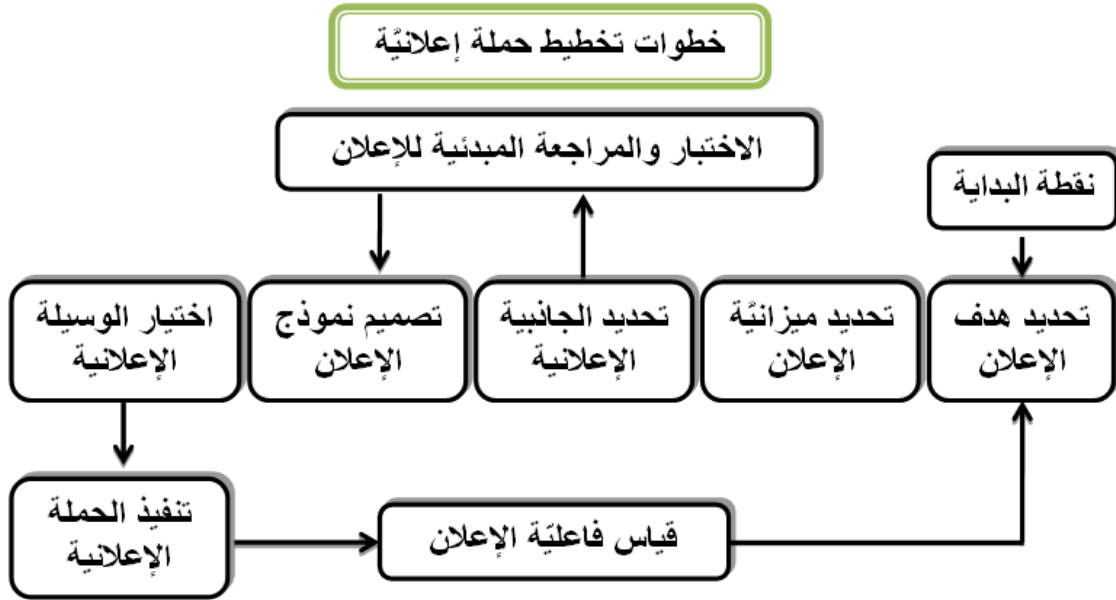 خطوات تخطيط حملة إعلانيَّة
الاختبار والمراجعة المبدئية للإعلان
نقطة البداية
تحديد هدف
الإعلان
تحديد ميزانيَّة
الإعلان
تحديد الجانبية
الإعلانية
تصميم نموذج
الإعلان
اختيار الوسيلة
الإعلانية
تنفيذ الحملة
الإعلانية
قياس فاعليّة الإعلان